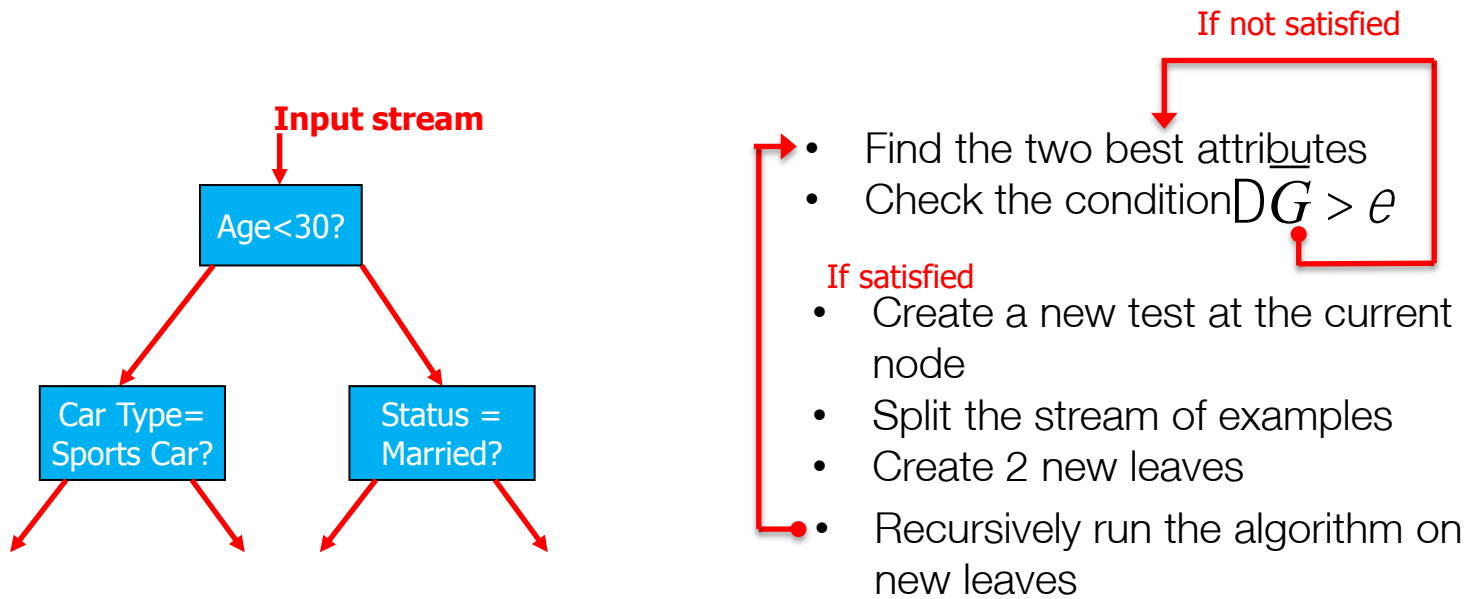 Input stream
Age<30?
Car Type=
Sports Car?
Status =
Married?
If not satisfied
• Find the two best attributes
• Check the condition D𝐺̅ > e
If satisfied
• Create a new test at the current
node
• Split the stream of examples
• Create 2 new leaves
• Recursively run the algorithm on
new leaves